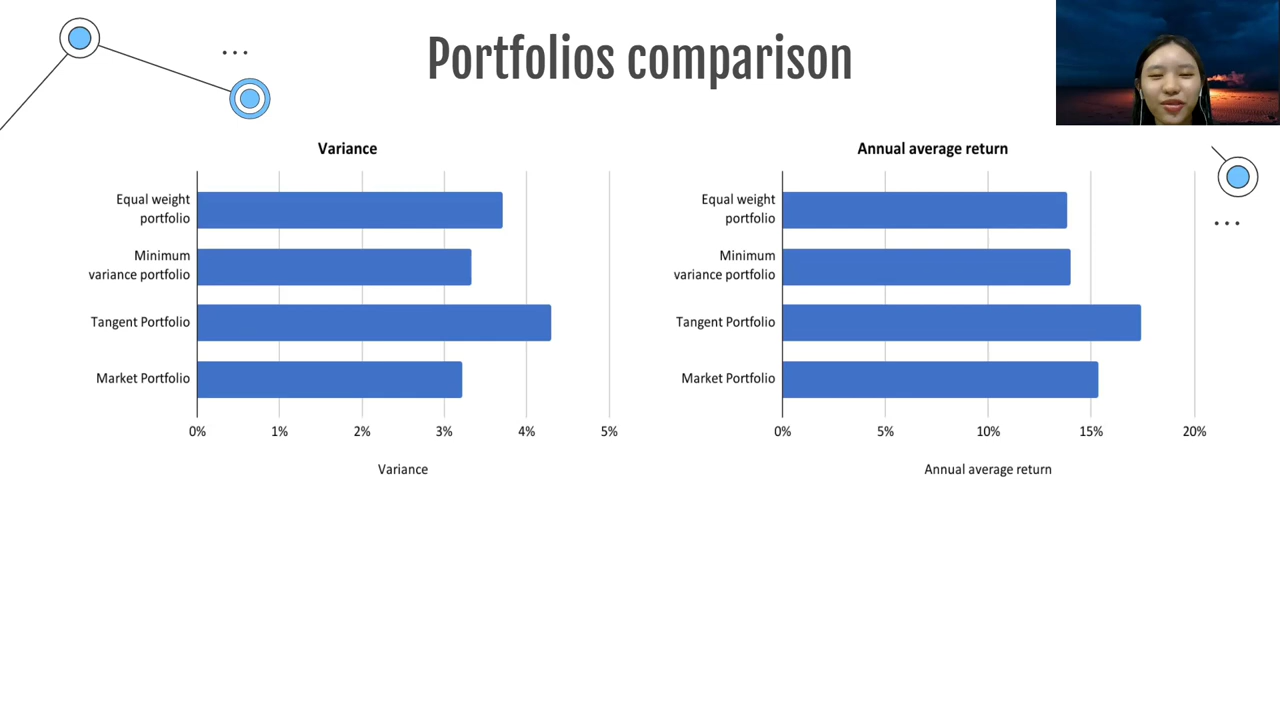 Portfolios comparison
Variance
Equal weight
portfolio
Minimum
variance portfolio
Tangent Portfolio
Market Portfolio
0% 1% 2% 3% 4% 5%
Variance
Annual average return
Equal weight
portfolio
Minimum
variance portfolio
Tangent Portfolio
Market Portfolio
0% 5% 10% 15% 20%
Annual average return